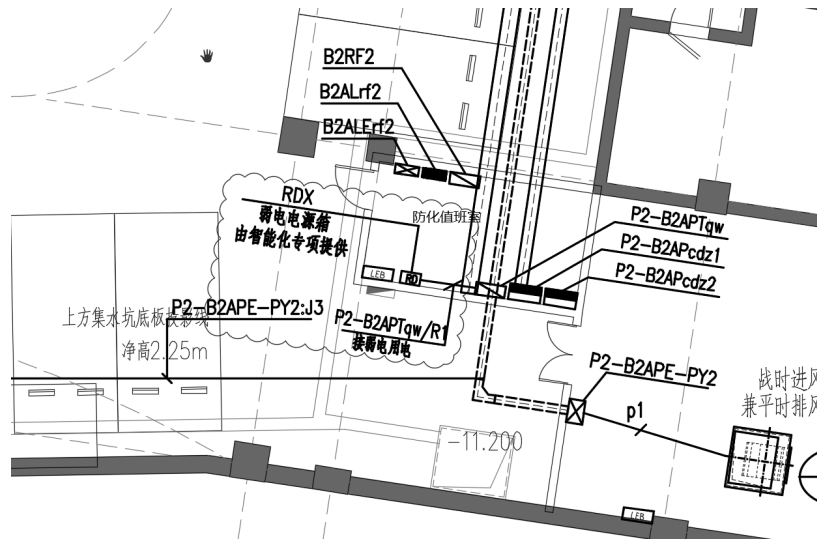 B2RF2
B2ALrf2
B2ALErf2
RDX
弱电电源箱
由智能化专项提供
防化值班室
P2-B2APTqw
P2-B2APcdz1
P2-B2APcdz2
LEB
RD
上方集水坑底板投影线
净高2.25m
P2-B2APE-PY2:J3
P2-B2APTqw/R1
接弱电用电
P2-B2APE-PY2
战时进风
兼平时排风
p1
-11.200
LEB